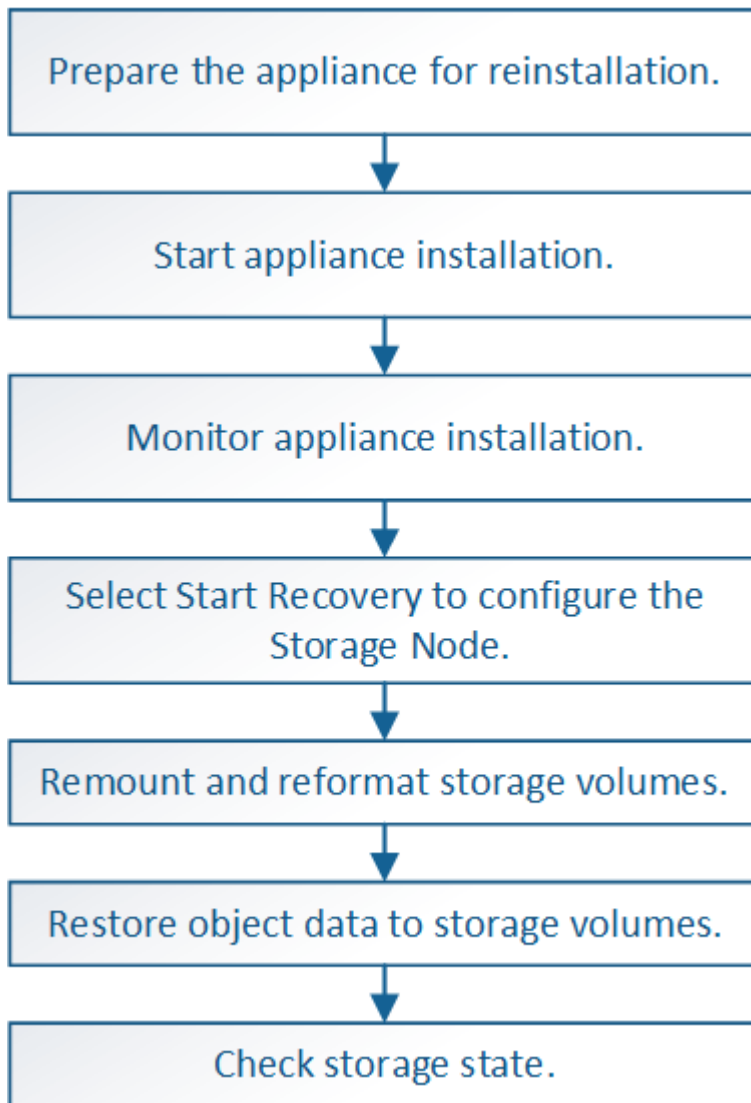 Prepare the appliance for reinstallation.
Start appliance installation.
Monitor appliance installation.
Select Start Recovery to configure the
Storage Node.
Remount and reformat storage volumes.
Restore object data to storage volumes.
Check storage state.